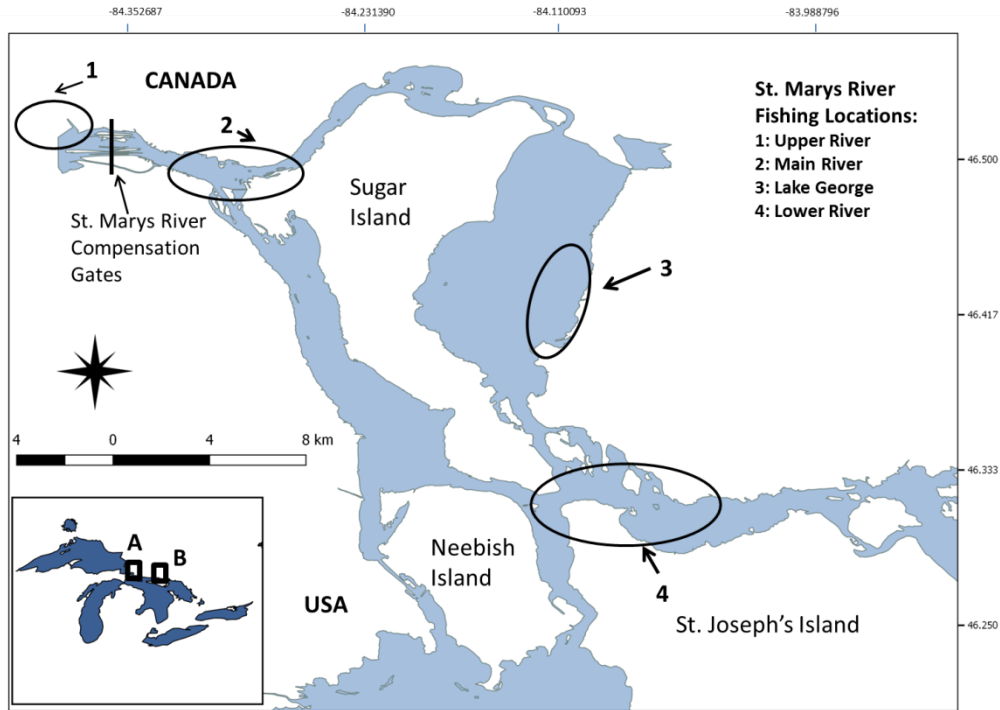 -84.352687
-84.231390
-84.110093
-83.988796
1
CANADA
2
St. Marys River
Fishing Locations:
1: Upper River
2: Main River
3: Lake George
4: Lower River
46.500
Sugar
Island
St. Marys River
Compensation
Gates
3
46.417
4
0
4
8 km
46.333
A
B
Neebish
Island
4
USA
St. Joseph's Island
46.250